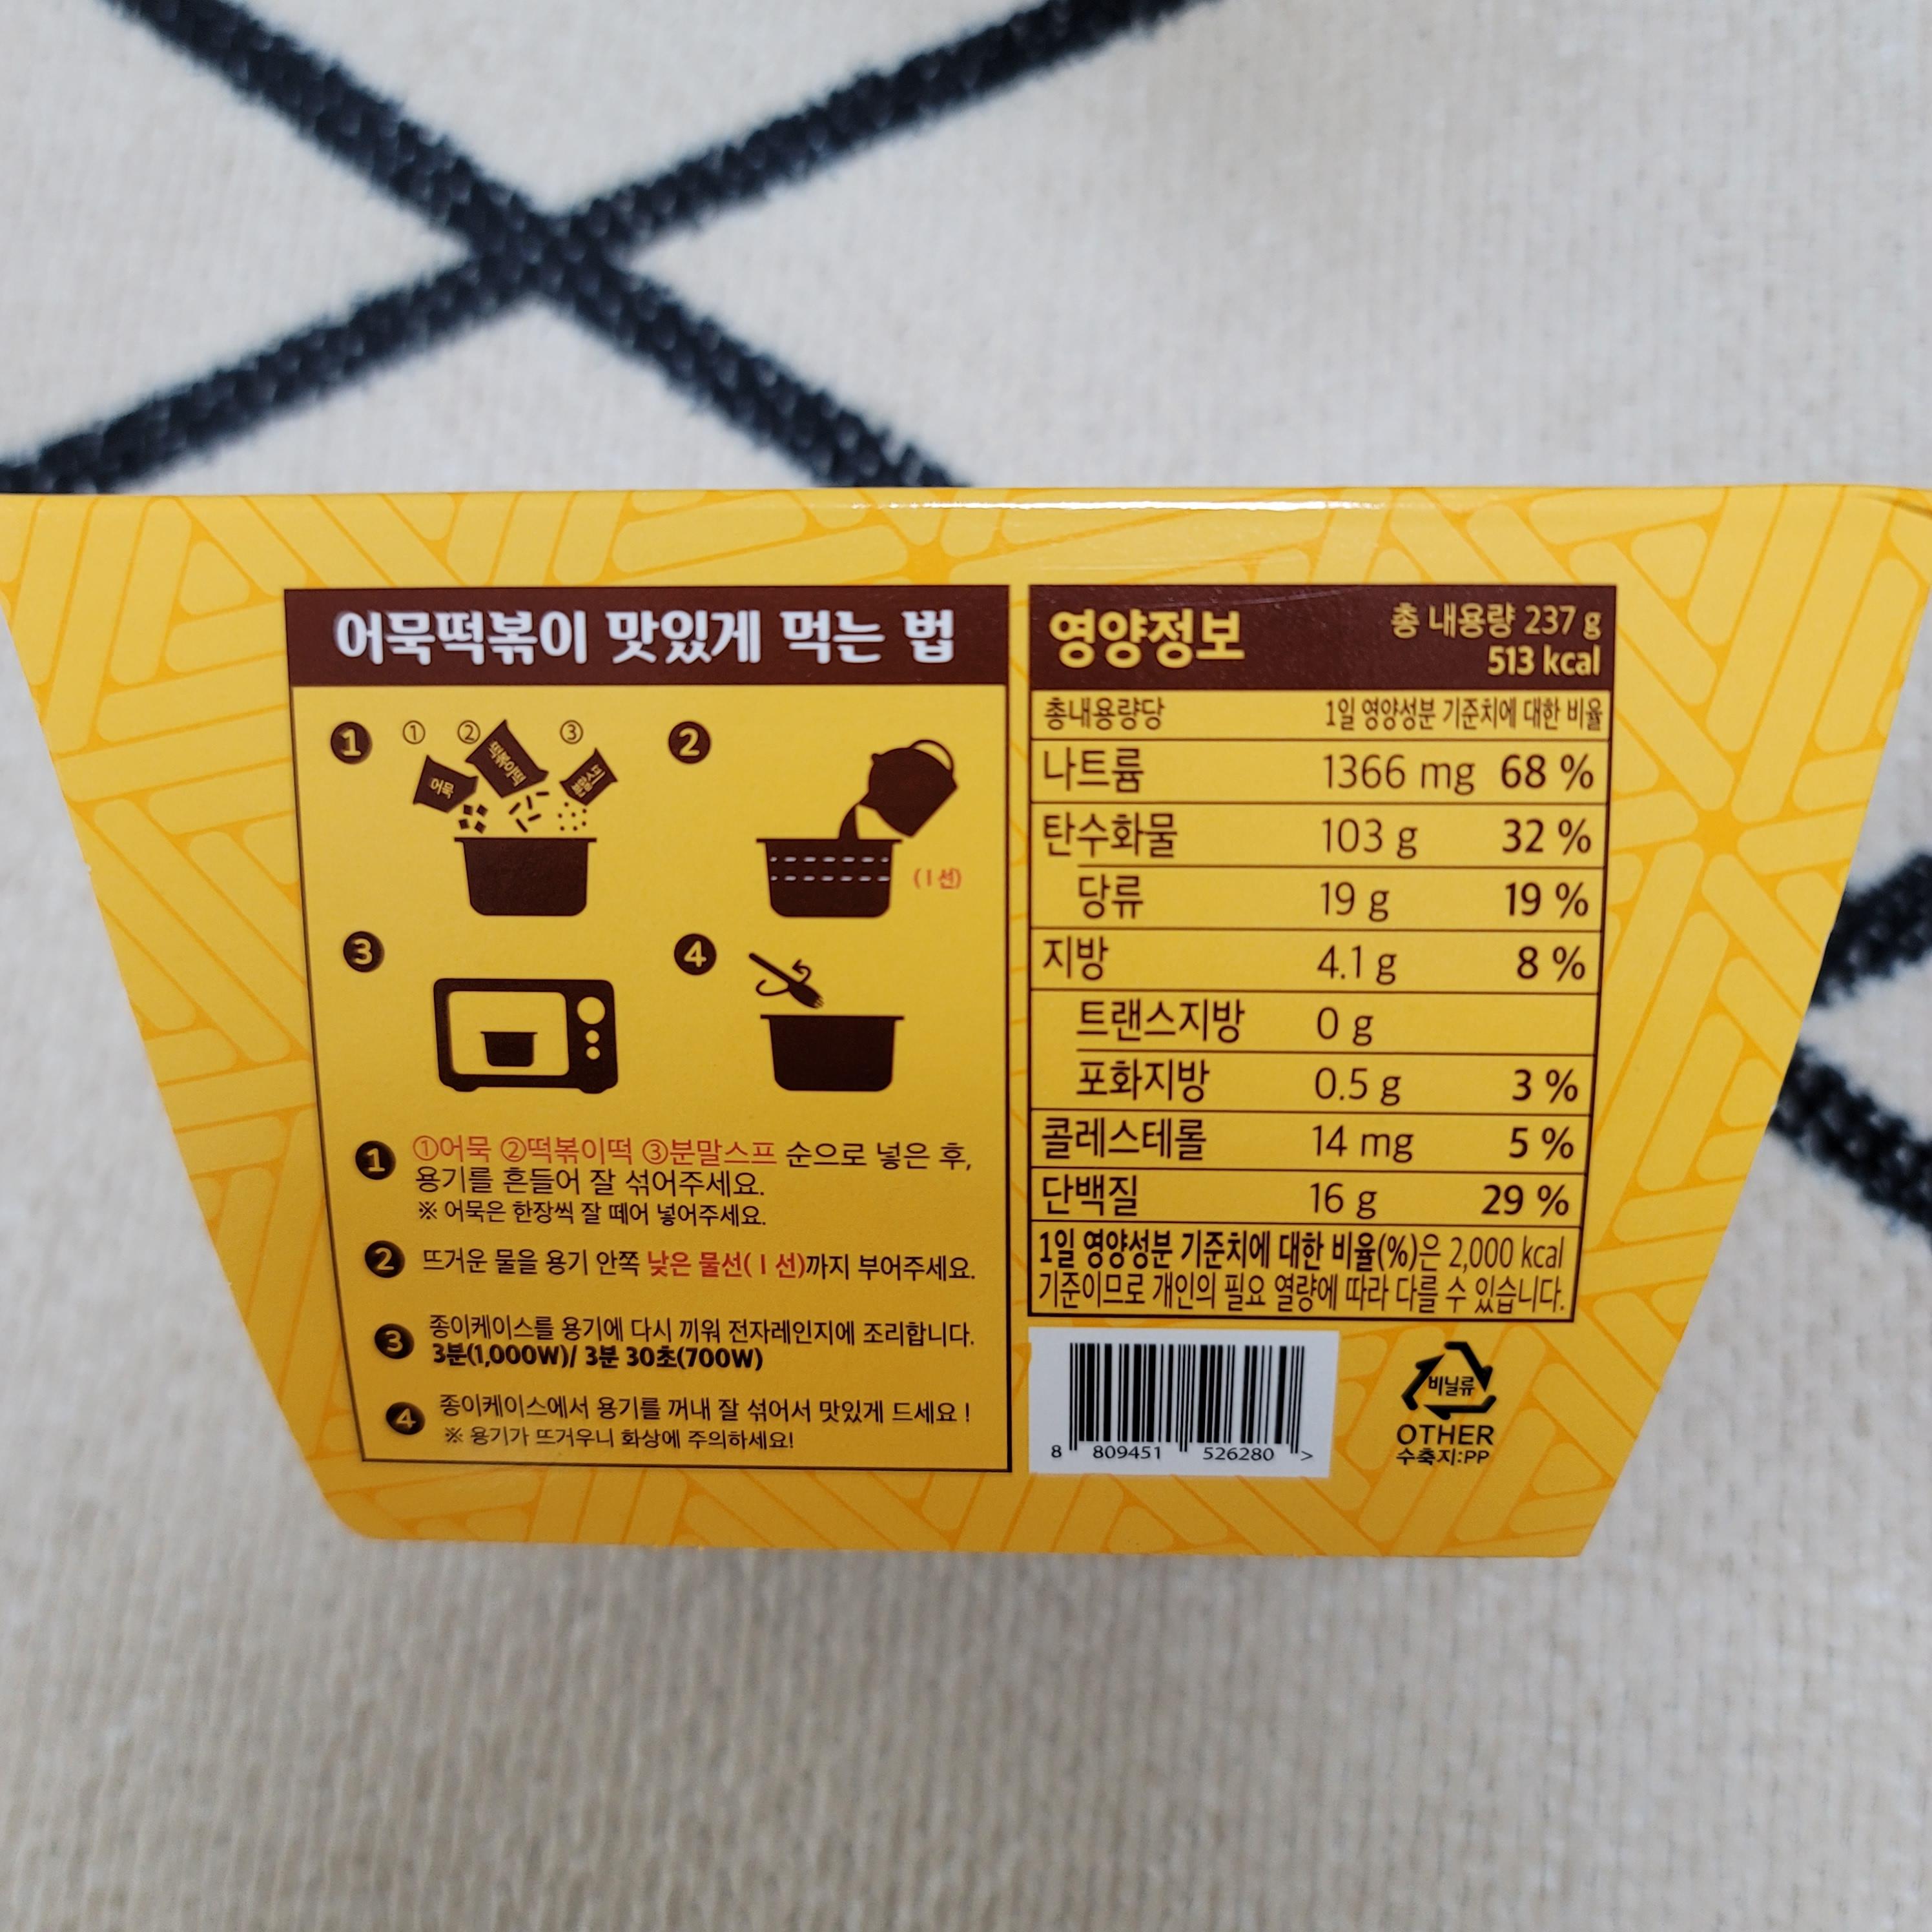 어묵떡볶이 맛있게 먹는 법
1 ① ② ③
어묵 떡볶이떡 분말스프
2
(I 선)
3
4
1 ①어묵 ②떡볶이떡 ③분말스프 순으로 넣은 후,
용기를 흔들어 잘 섞어주세요.
※ 어묵은 한장씩 잘 떼어 넣어주세요.
2 뜨거운 물을 용기 안쪽 낮은 물선(I 선)까지 부어주세요.
3 종이케이스를 용기에 다시 끼워 전자레인지에 조리합니다.
3분(1,000W)/ 3분 30초(700W)
4 종이케이스에서 용기를 꺼내 잘 섞어서 맛있게 드세요!
※ 용기가 뜨거우니 화상에 주의하세요!
영양정보 총 내용량 237 g
513 kcal
총내용량당 1일 영양성분 기준치에 대한 비율
나트륨 1366 mg 68 %
탄수화물 103 g 32 %
당류 19 g 19 %
지방 4.1 g 8 %
트랜스지방 0 g
포화지방 0.5 g 3 %
콜레스테롤 14 mg 5 %
단백질 16 g 29 %
1일 영양성분 기준치에 대한 비율(%)은 2,000 kcal
기준이므로 개인의 필요 열량에 따라 다를 수 있습니다.
8 809451 526280 >
비닐류
OTHER
수축지:PP